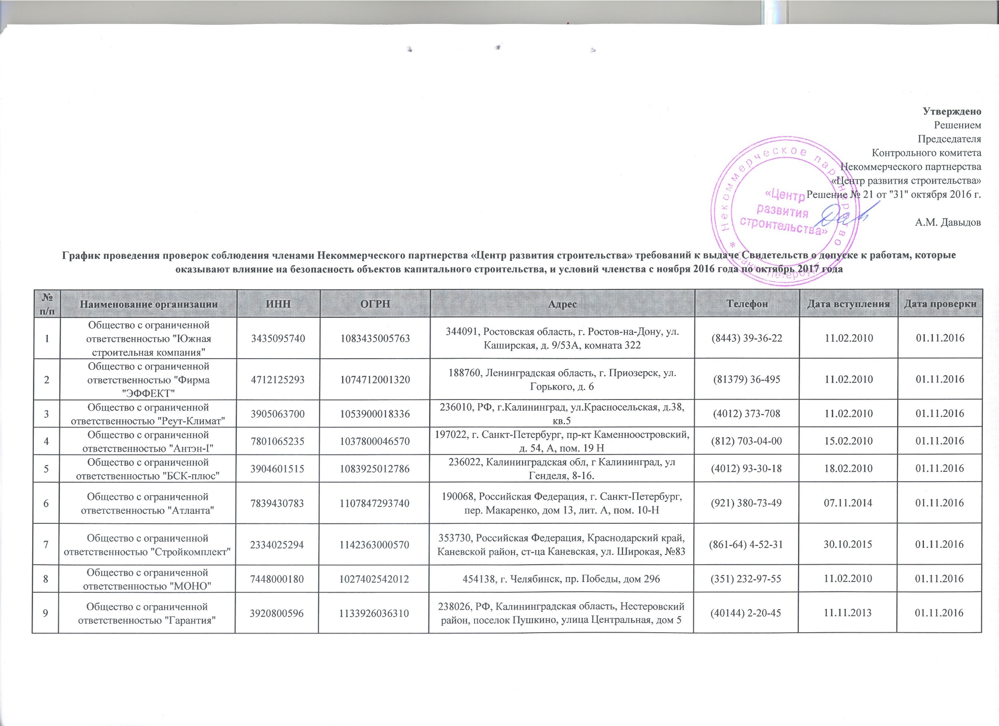 Утверждено
Решением
Председателя
Контрольного комитета
Некоммерческого партнерства
«Центр развития строительства»
Решение № 21 от "31" октября 2016 г.
А.М. Давыдов
Некоммерческое партнерство
«Центр
развития
строительства»
* Санкт-Петербург *
График проведения проверок соблюдения членами Некоммерческого партнерства «Центр развития строительства» требований к выдаче Свидетельств о допуске к работам, которые
оказывают влияние на безопасность объектов капитального строительства, и условий членства с ноября 2016 года по октябрь 2017 года
№ п/п Наименование организации ИНН ОГРН Адрес Телефон Дата вступления Дата проверки
1 Общество с ограниченной ответственностью "Южная строительная компания" 3435095740 1083435005763 344091, Ростовская область, г. Ростов-на-Дону, ул. Каширская, д. 9/53А, комната 322 (8443) 39-36-22 11.02.2010 01.11.2016
2 Общество с ограниченной ответственностью "Фирма "ЭФФЕКТ" 4712125293 1074712001320 188760, Ленинградская область, г. Приозерск, ул. Горького, д. 6 (81379) 36-495 11.02.2010 01.11.2016
3 Общество с ограниченной ответственностью "Реут-Климат" 3905063700 1053900018336 236010, РФ, г.Калининград, ул.Красносельская, д.38, кв.5 (4012) 373-708 11.02.2010 01.11.2016
4 Общество с ограниченной ответственностью "Антэн-I" 7801065235 1037800046570 197022, г. Санкт-Петербург, пр-кт Каменноостровский, д. 54, А, пом. 19 Н (812) 703-04-00 15.02.2010 01.11.2016
5 Общество с ограниченной ответственностью "БСК-плюс" 3904601515 1083925012786 236022, Калининградская обл, г Калининград, ул Генделя, 8-16. (4012) 93-30-18 18.02.2010 01.11.2016
6 Общество с ограниченной ответственностью "Атланта" 7839430783 1107847293740 190068, Российская Федерация, г. Санкт-Петербург, пер. Макаренко, дом 13, лит. А, пом. 10-Н (921) 380-73-49 07.11.2014 01.11.2016
7 Общество с ограниченной ответственностью "Стройкомплект" 2334025294 1142363000570 353730, Российская Федерация, Краснодарский край, Каневской район, ст-ца Каневская, ул. Широкая, №83 (861-64) 4-52-31 30.10.2015 01.11.2016
8 Общество с ограниченной ответственностью "МОНО" 7448000180 1027402542012 454138, г. Челябинск, пр. Победы, дом 296 (351) 232-97-55 11.02.2010 01.11.2016
9 Общество с ограниченной ответственностью "Гарантия" 3920800596 1133926036310 238026, РФ, Калининградская область, Нестеровский район, поселок Пушкино, улица Центральная, дом 5 (40144) 2-20-45 11.11.2013 01.11.2016